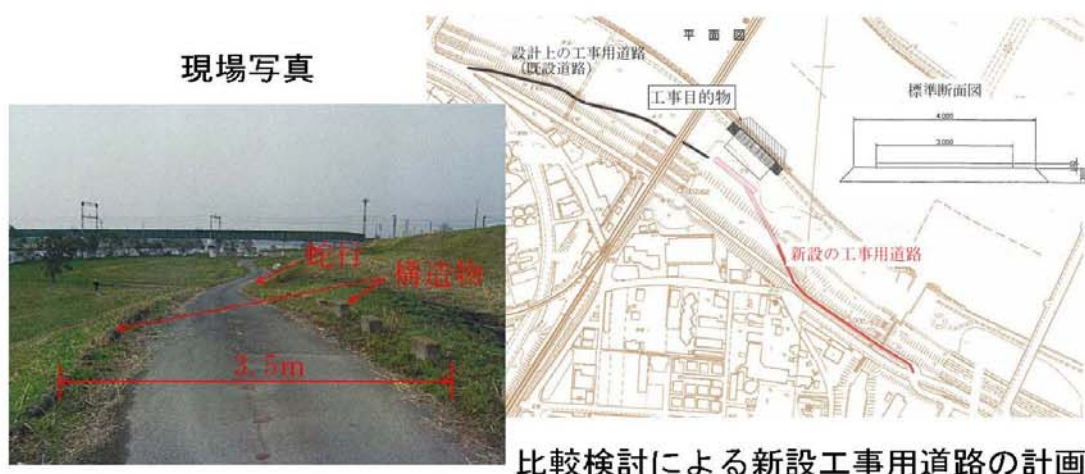 現場写真
蛇行
構造物
3.5m
平面図
設計上の工事用道路
(既設道路)
工事目的物
標準断面図
4,000
3,000
新設の工事用道路
比較検討による新設工事用道路の計画